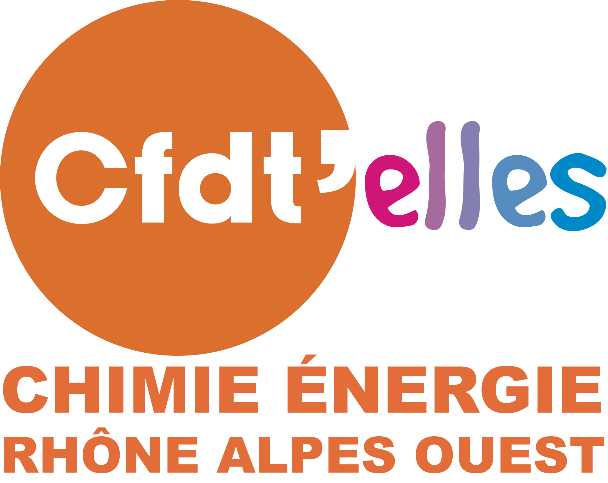 Cfdt'elles
CHIMIE ÉNERGIE
RHÔNE ALPES OUEST